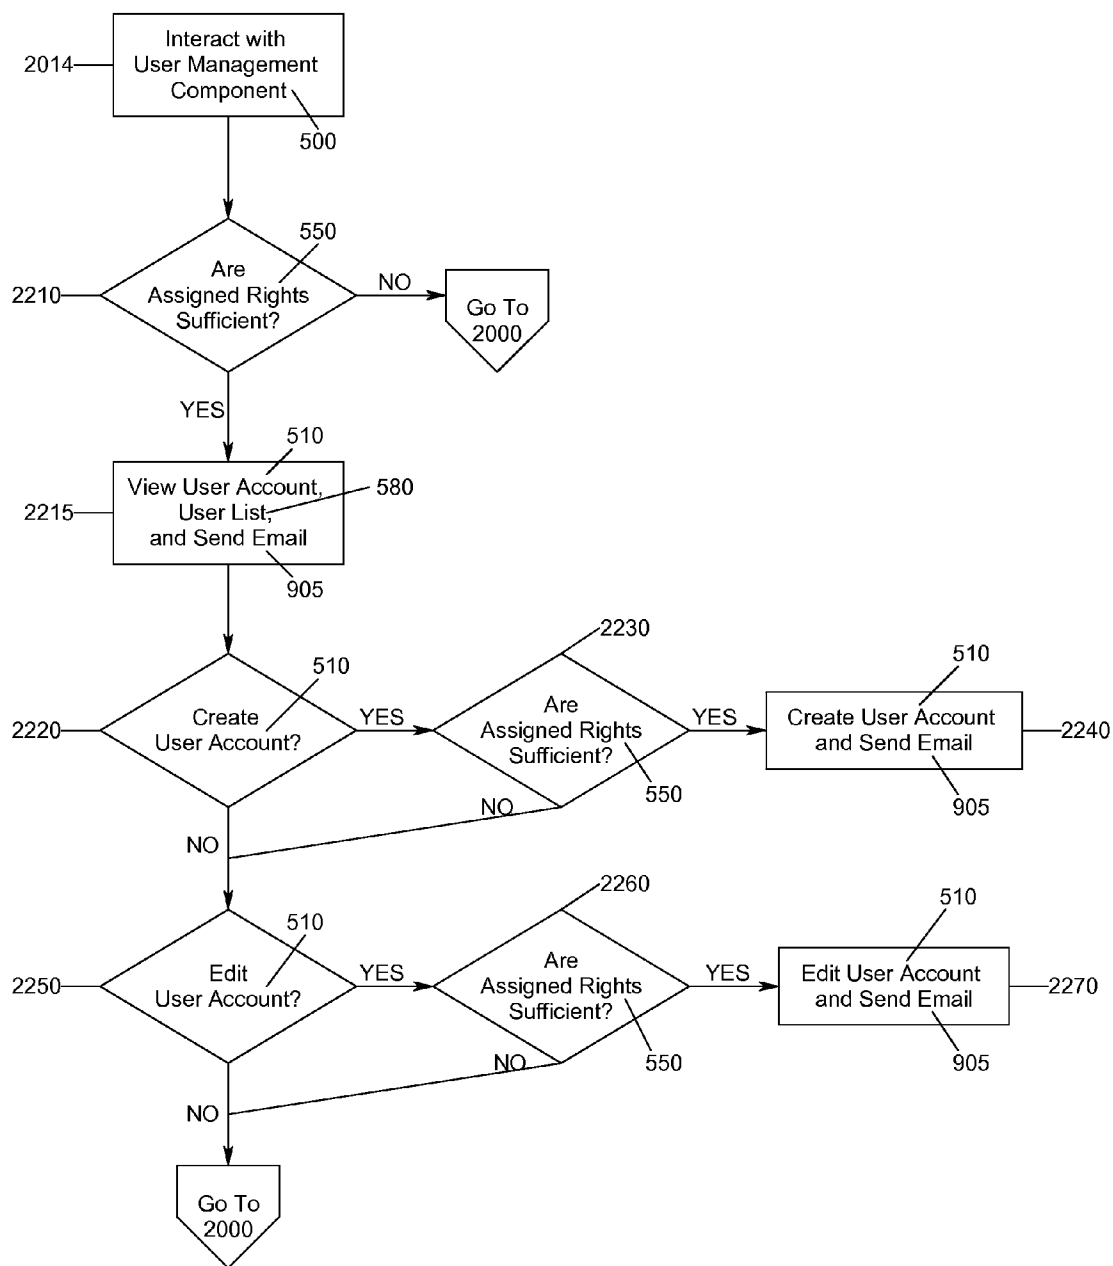 Interact with
User Management
Component
2014
500
550
Are
Assigned Rights
Sufficient?
2210
NO
Go To
2000
YES
510
View User Account,
User List,
and Send Email
580
2215
905
2230
510
Create
User Account?
2220
YES
Are
Assigned Rights
Sufficient?
550
YES
510
Create User Account
and Send Email
2240
905
NO
NO
2260
510
Edit
User Account?
2250
YES
Are
Assigned Rights
Sufficient?
550
YES
510
Edit User Account
and Send Email
2270
905
NO
NO
Go To
2000